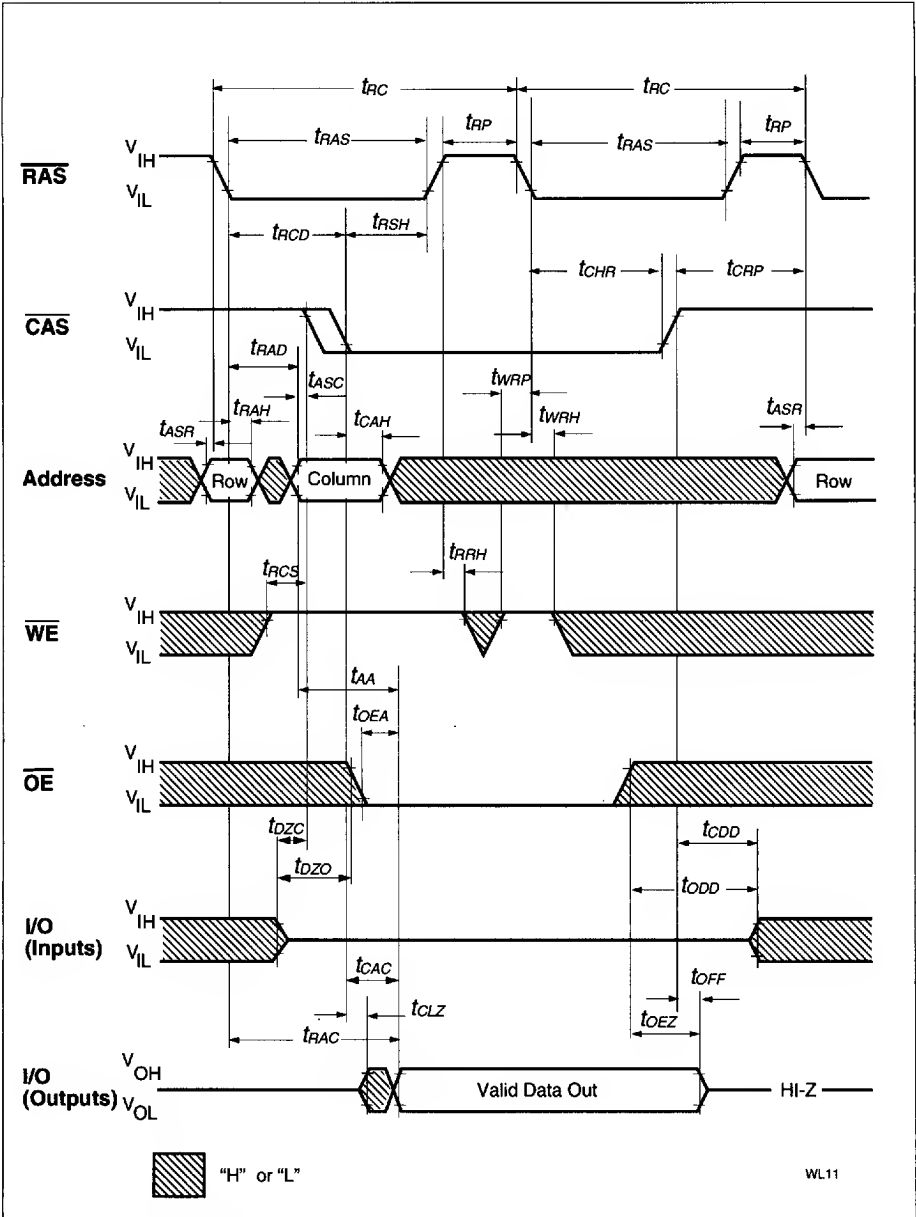 tRC tRC
tRAS tRP tRAS tRP
RAS VIH
VIL
tRCD tRSH
tCHR tCRP
CAS VIH
VIL
tRAD
tASC
tWRP
tRAH tCAH tWRH
tASR tASR
Address VIH
VIL
Row Column Row
tRRH
tRCS
WE VIH
VIL
tAA
tOEA
OE VIH
VIL
tDZC tCDD
tDZO tODD
I/O (Inputs) VIH
VIL
tCAC tOFF
tCLZ tOEZ
tRAC
I/O (Outputs) VOH
VOL
Valid Data Out HI-Z
"H" or "L" WL11